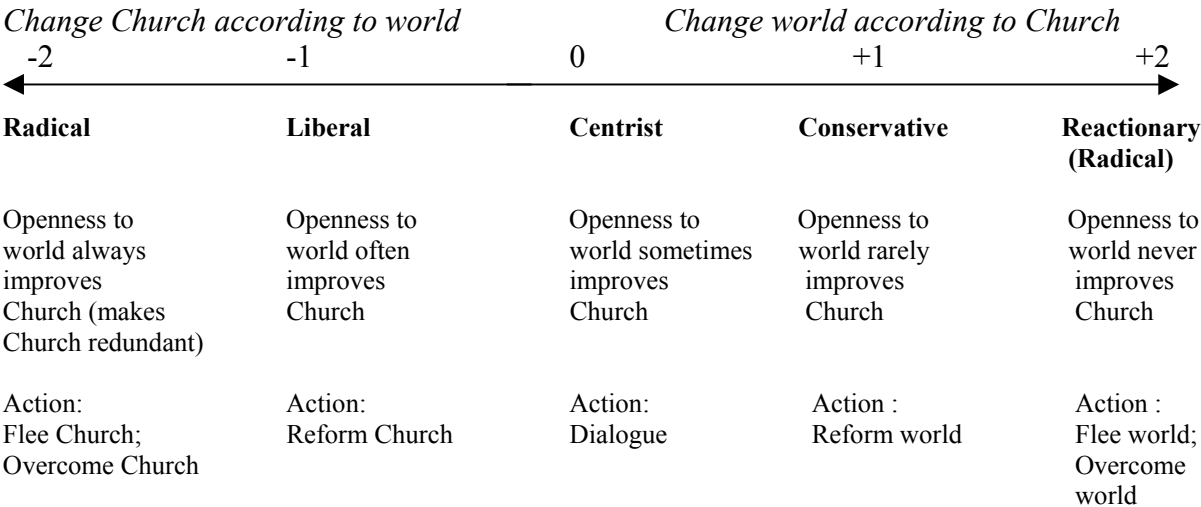 Change Church according to world Change world according to Church
-2 -1 0 +1 +2
Radical Liberal Centrist Conservative Reactionary
(Radical)
Openness to Openness to Openness to Openness to Openness to
world always world often world sometimes world rarely world never
improves improves improves improves improves
Church (makes Church Church Church Church
Church redundant)
Action: Action: Action: Action : Action :
Flee Church; Reform Church Dialogue Reform world Flee world;
Overcome Church Overcome
world